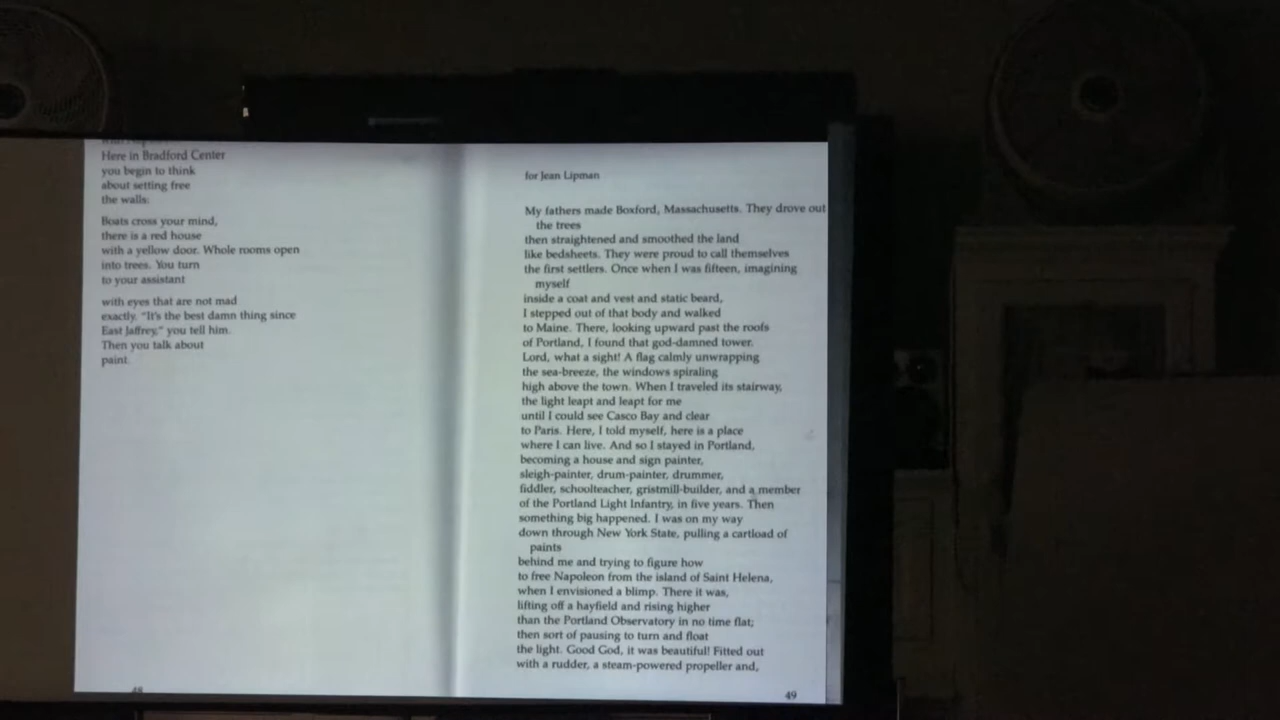 Here in Bradford Center
you begin to think
about setting free
the walls:
Boats cross your mind,
there is a red house
with a yellow door. Whole rooms open
into trees. You turn
to your assistant
with eyes that are not mad
exactly. "It's the best damn thing since
East Jaffrey," you tell him.
Then you talk about
paint.
48
for Jean Lipman
My fathers made Boxford, Massachusetts. They drove out
the trees
then straightened and smoothed the land
like bedsheets. They were proud to call themselves
the first settlers. Once when I was fifteen, imagining
myself
inside a coat and vest and static beard,
I stepped out of that body and walked
to Maine. There, looking upward past the roofs
of Portland, I found that god-damned tower.
Lord, what a sight! A flag calmly unwrapping
the sea-breeze, the windows spiraling
high above the town. When I traveled its stairway,
the light leapt and leapt for me
until I could see Casco Bay and clear
to Paris. Here, I told myself, here is a place
where I can live. And so I stayed in Portland,
becoming a house and sign painter,
sleigh-painter, drum-painter, drummer,
fiddler, schoolteacher, gristmill-builder, and a member
of the Portland Light Infantry, in five years. Then
something big happened. I was on my way
down through New York State, pulling a cartload of
paints
behind me and trying to figure how
to free Napoleon from the island of Saint Helena,
when I envisioned a blimp. There it was,
lifting off a hayfield and rising higher
than the Portland Observatory in no time flat;
then sort of pausing to turn and float
the light. Good God, it was beautiful! Fitted out
with a rudder, a steam-powered propeller and,
49